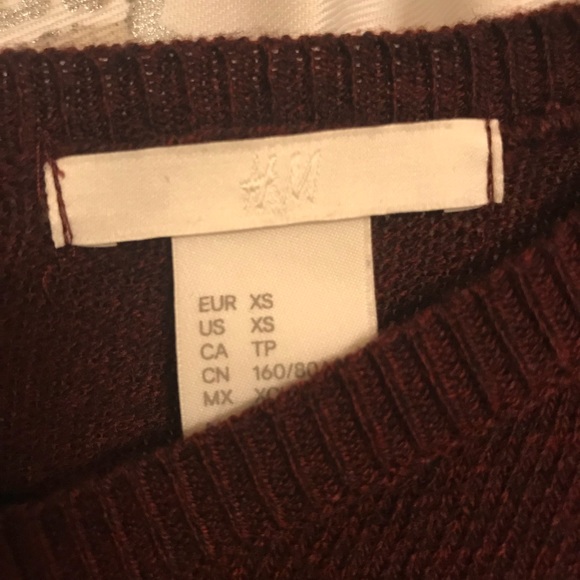 H&M
EUR XS
US XS
CA TP
CN 160/80
MX